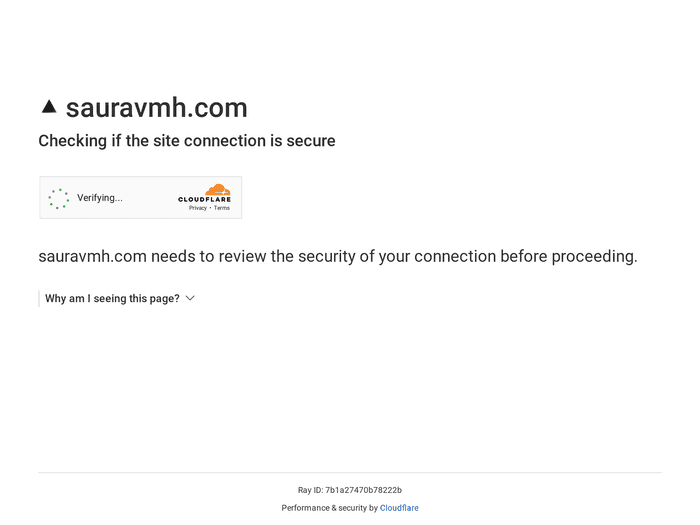 sauravmh.com
Checking if the site connection is secure
Verifying...
CLOUDFLARE
Privacy • Terms
sauravmh.com needs to review the security of your connection before proceeding.
Why am I seeing this page?
Ray ID: 7b1a27470b78222b
Performance & security by Cloudflare